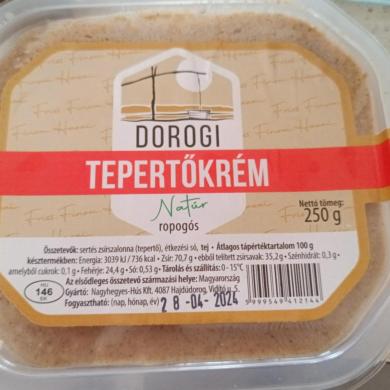 DOROGI
TEPERTŐKRÉM
Natúr
ropogós
Nettó tömeg:
250 g
Összetevők: sertés zsírszalonna (tepertő), étkezési só, tej • Átlagos tápértéktartalom 100 g
késztermékben: Energia: 3039 kJ / 736 kcal • Zsír: 70,7 g • ebből telített zsírsavak: 35,2 g • Szénhidrát: 0,3 g •
amelyből cukrok: 0,1 g • Fehérje: 24,4 g • Só: 0,53 g • Tárolás és szállítás: 0 - 15°C
Az elsődleges összetevő származási helye: Magyarország
Gyártó: Nagyhegyes-Hús Kft. 4087 Hajdúdorog, Vidító u. 5.
Fogyasztható: (nap, hónap, év)
28-04-2024
HU
146
EK
5999549412144